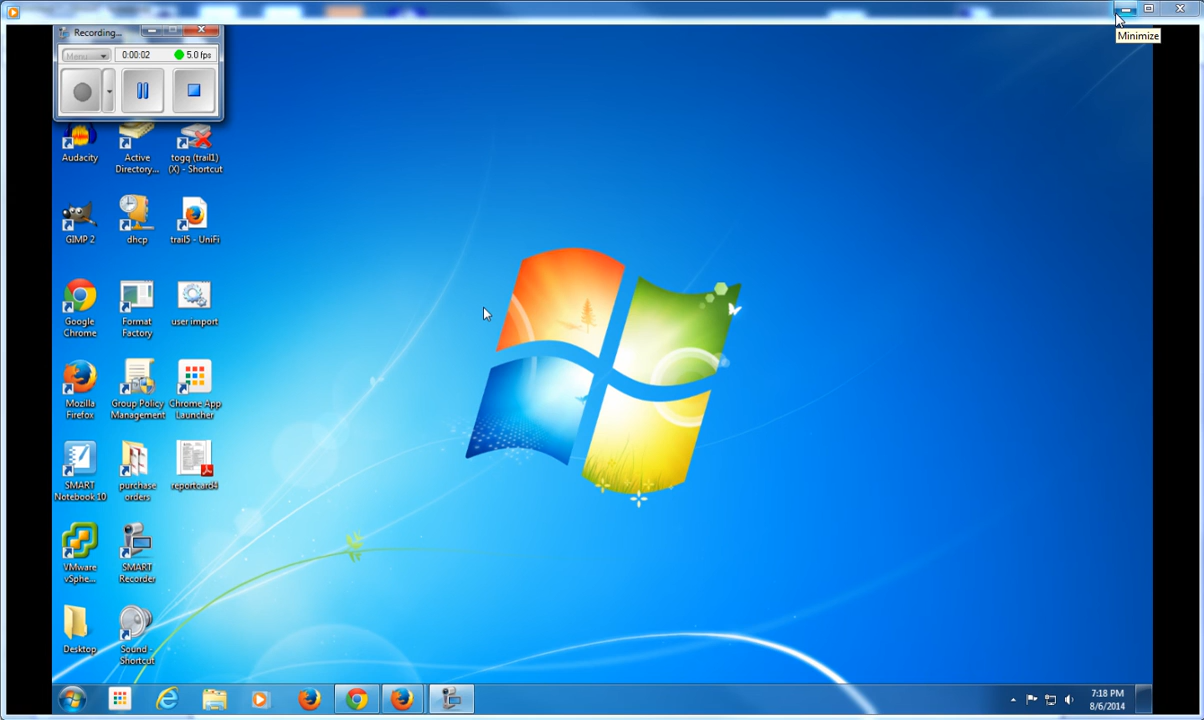 Minimize
Recording...
Menu
0:00:02
5.0 fps
Audacity
Active
Directory...
togq (trail1)
(X) - Shortcut
GIMP 2
dhcp
trail5 - UniFi
Google
Chrome
Format
Factory
user import
Mozilla
Firefox
Group Policy
Management
Chrome App
Launcher
SMART
Notebook 10
purchase
orders
reportcard4
VMware
vSphe...
SMART
Recorder
Desktop
Sound -
Shortcut
7:18 PM
8/6/2014